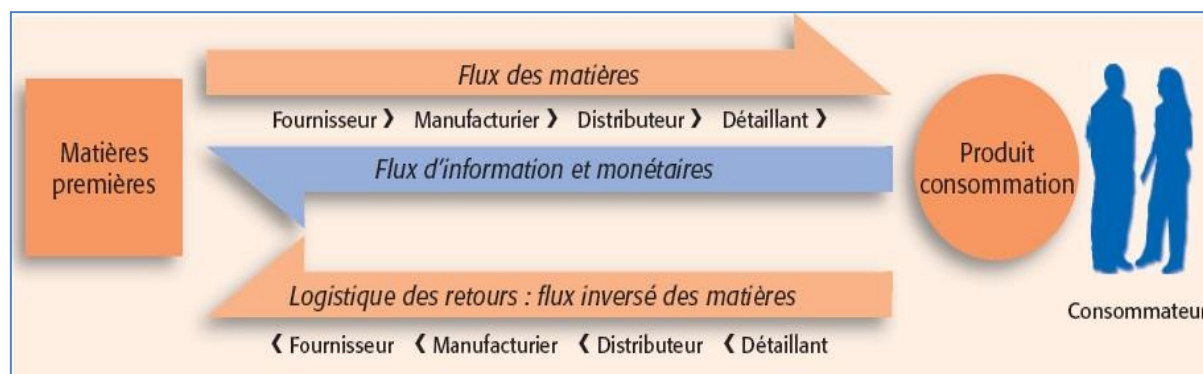 Flux des matières
Fournisseur ❯ Manufacturier ❯ Distributeur ❯ Détaillant ❯
Matières
premières
Flux d'information et monétaires
Produit
consommation
Logistique des retours : flux inversé des matières
❮ Fournisseur ❮ Manufacturier ❮ Distributeur ❮ Détaillant
Consommateur